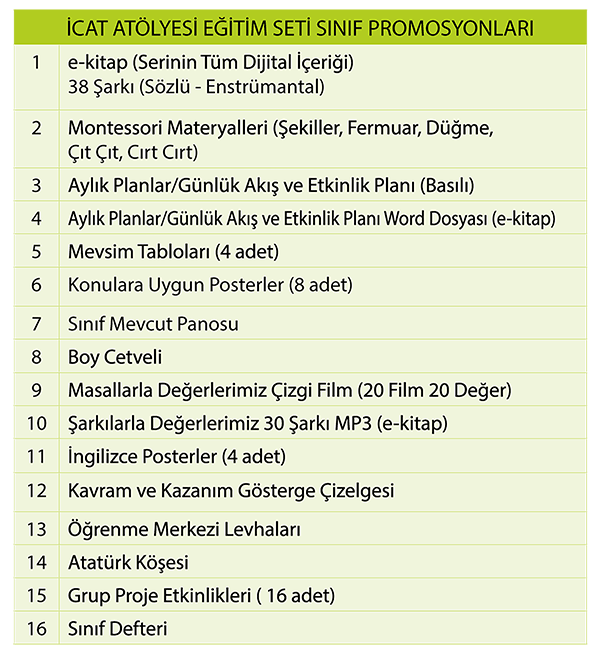 İCAT ATÖLYESİ EĞİTİM SETİ SINIF PROMOSYONLARI
1 e-kitap (Serinin Tüm Dijital İçeriği)
38 Şarkı (Sözlü - Enstrümantal)
2 Montessori Materyalleri (Şekiller, Fermuar, Düğme,
Çıt Çıt, Cırt Cırt)
3 Aylık Planlar/Günlük Akış ve Etkinlik Planı (Basılı)
4 Aylık Planlar/Günlük Akış ve Etkinlik Planı Word Dosyası (e-kitap)
5 Mevsim Tabloları (4 adet)
6 Konulara Uygun Posterler (8 adet)
7 Sınıf Mevcut Panosu
8 Boy Cetveli
9 Masallarla Değerlerimiz Çizgi Film (20 Film 20 Değer)
10 Şarkılarla Değerlerimiz 30 Şarkı MP3 (e-kitap)
11 İngilizce Posterler (4 adet)
12 Kavram ve Kazanım Gösterge Çizelgesi
13 Öğrenme Merkezi Levhaları
14 Atatürk Köşesi
15 Grup Proje Etkinlikleri ( 16 adet)
16 Sınıf Defteri